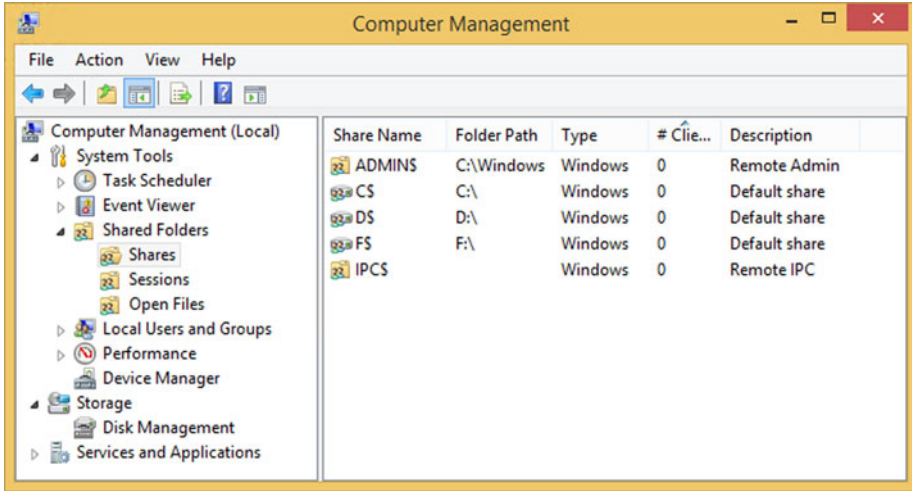 Computer Management
File Action View Help
Computer Management (Local)
System Tools
Task Scheduler
Event Viewer
Shared Folders
Shares
Sessions
Open Files
Local Users and Groups
Performance
Device Manager
Storage
Disk Management
Services and Applications
Share Name Folder Path Type # Clie... Description
ADMIN$ C:\Windows Windows 0 Remote Admin
C$ C:\ Windows 0 Default share
D$ D:\ Windows 0 Default share
F$ F:\ Windows 0 Default share
IPC$ Windows 0 Remote IPC